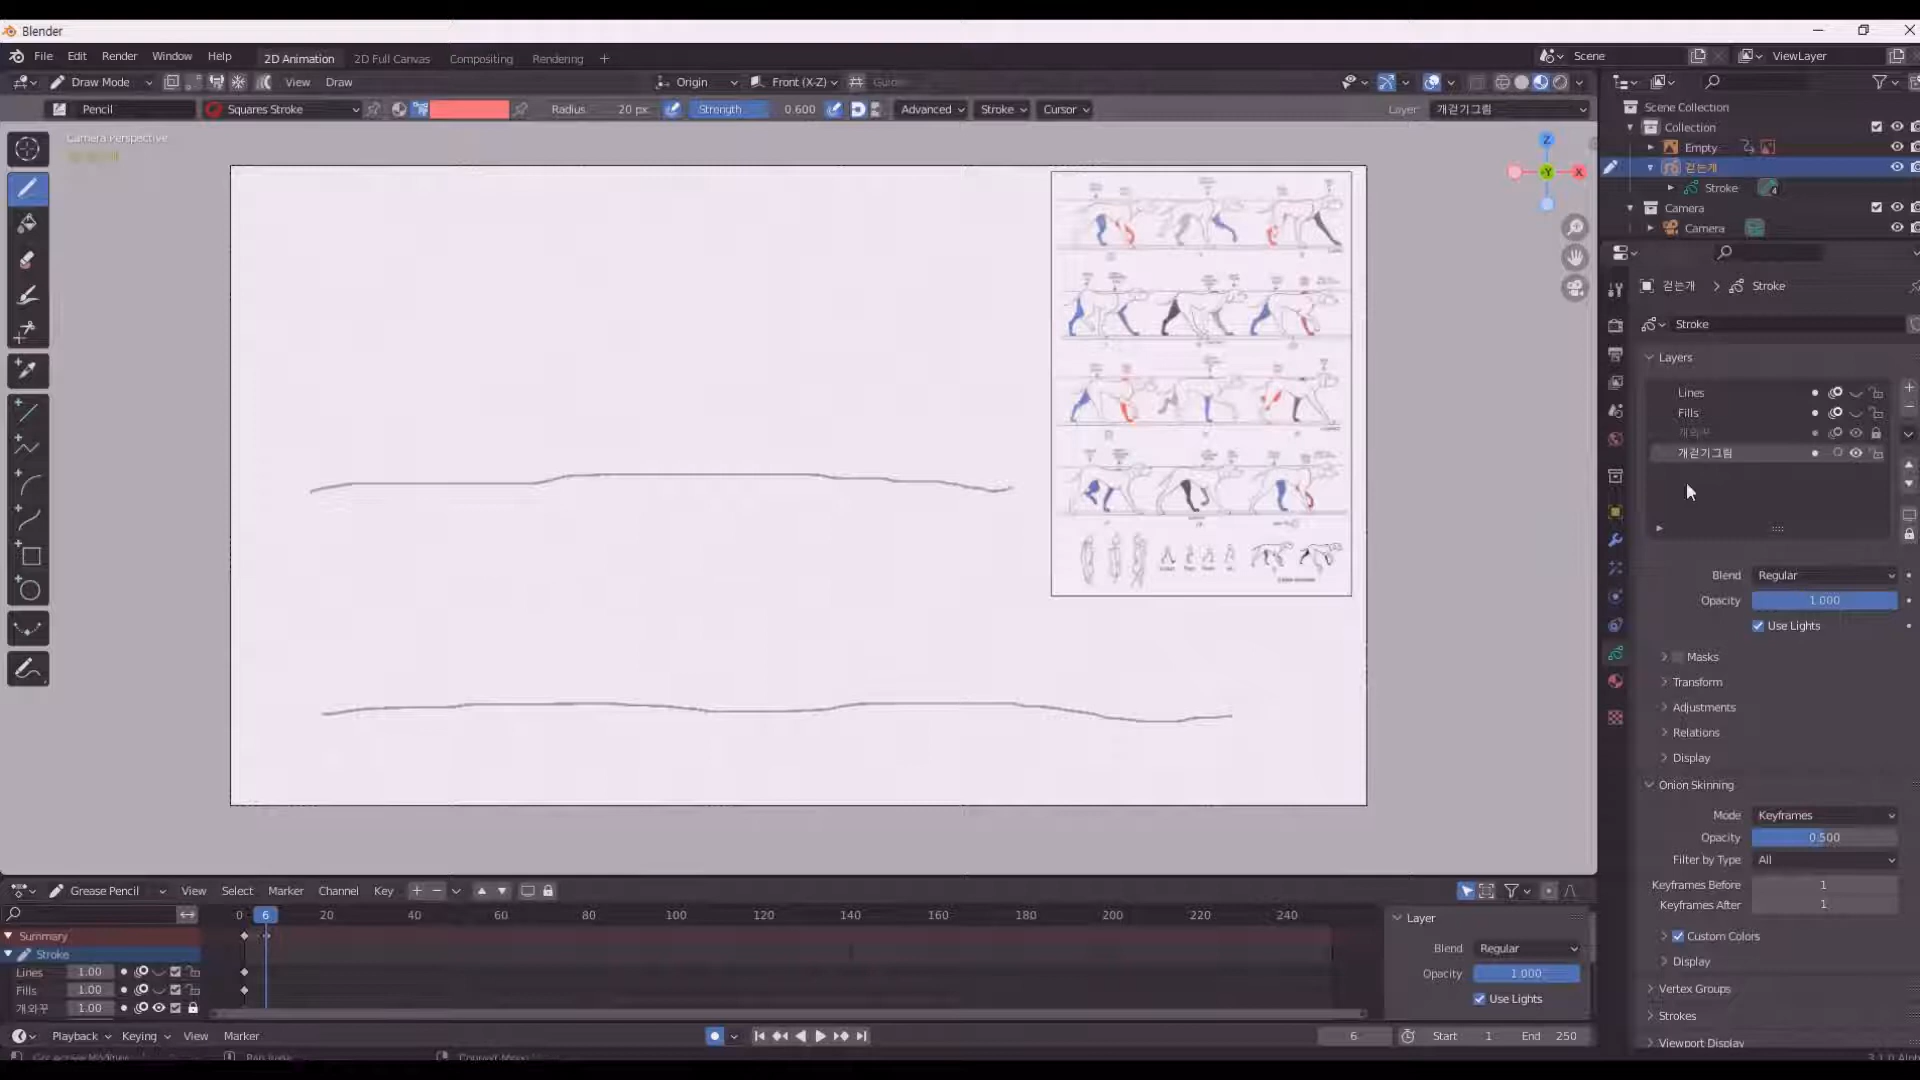 Blender
File Edit Render Window Help 2D Animation 2D Full Canvas Compositing Rendering + Scene ViewLayer
Draw Mode View Draw Origin Front (X-Z) Guides
Pencil Squares Stroke Radius 20 px Strength 0.600 Advanced Stroke Cursor Layer: 개걷기그림
Camera Perspective
Z
Y X
Scene Collection
Collection
Empty
걷는개
Stroke
Camera
Camera
걷는개 Stroke
Stroke
Layers
Lines
Fills
개외꾸
개걷기그림
Blend Regular
Opacity 1.000
Use Lights
Masks
Transform
Adjustments
Relations
Display
Onion Skinning
Mode Keyframes
Opacity 0.500
Filter by Type All
Keyframes Before 1
Keyframes After 1
Custom Colors
Display
Vertex Groups
Strokes
Viewport Display
Grease Pencil View Select Marker Channel Key
0 6 20 40 60 80 100 120 140 160 180 200 220 240
Summary
Stroke
Lines 1.00
Fills 1.00
개외꾸 1.00
Layer
Blend Regular
Opacity 1.000
Use Lights
Playback Keying View Marker 6 Start 1 End 250